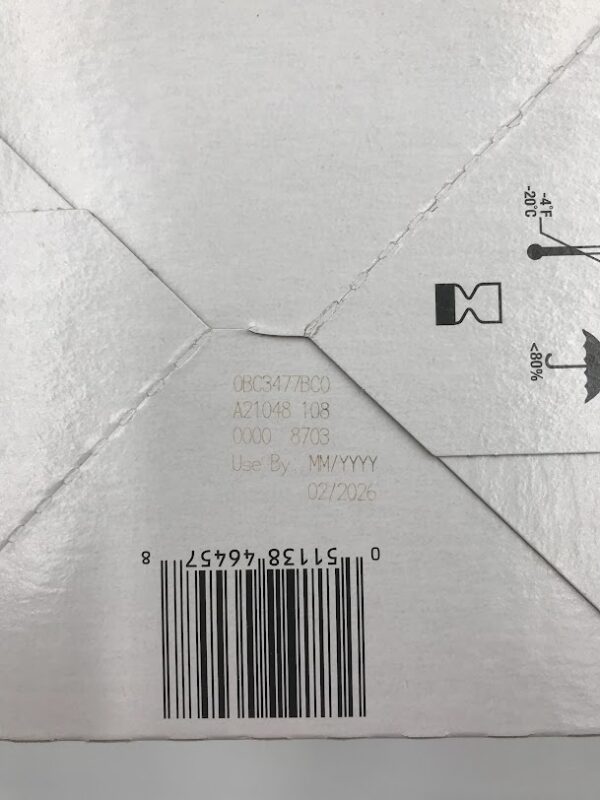 -4°F
-20°C
<80%
0BC3477BC0
A21048 108
0000 8703
Use By MM/YYYY
02/2026
0 51138 46457 8